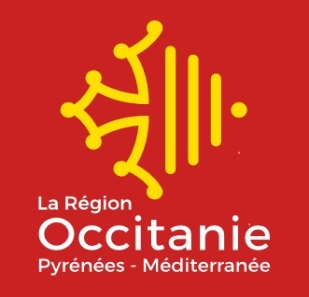 La Région
Occitanie
Pyrénées - Méditerranée